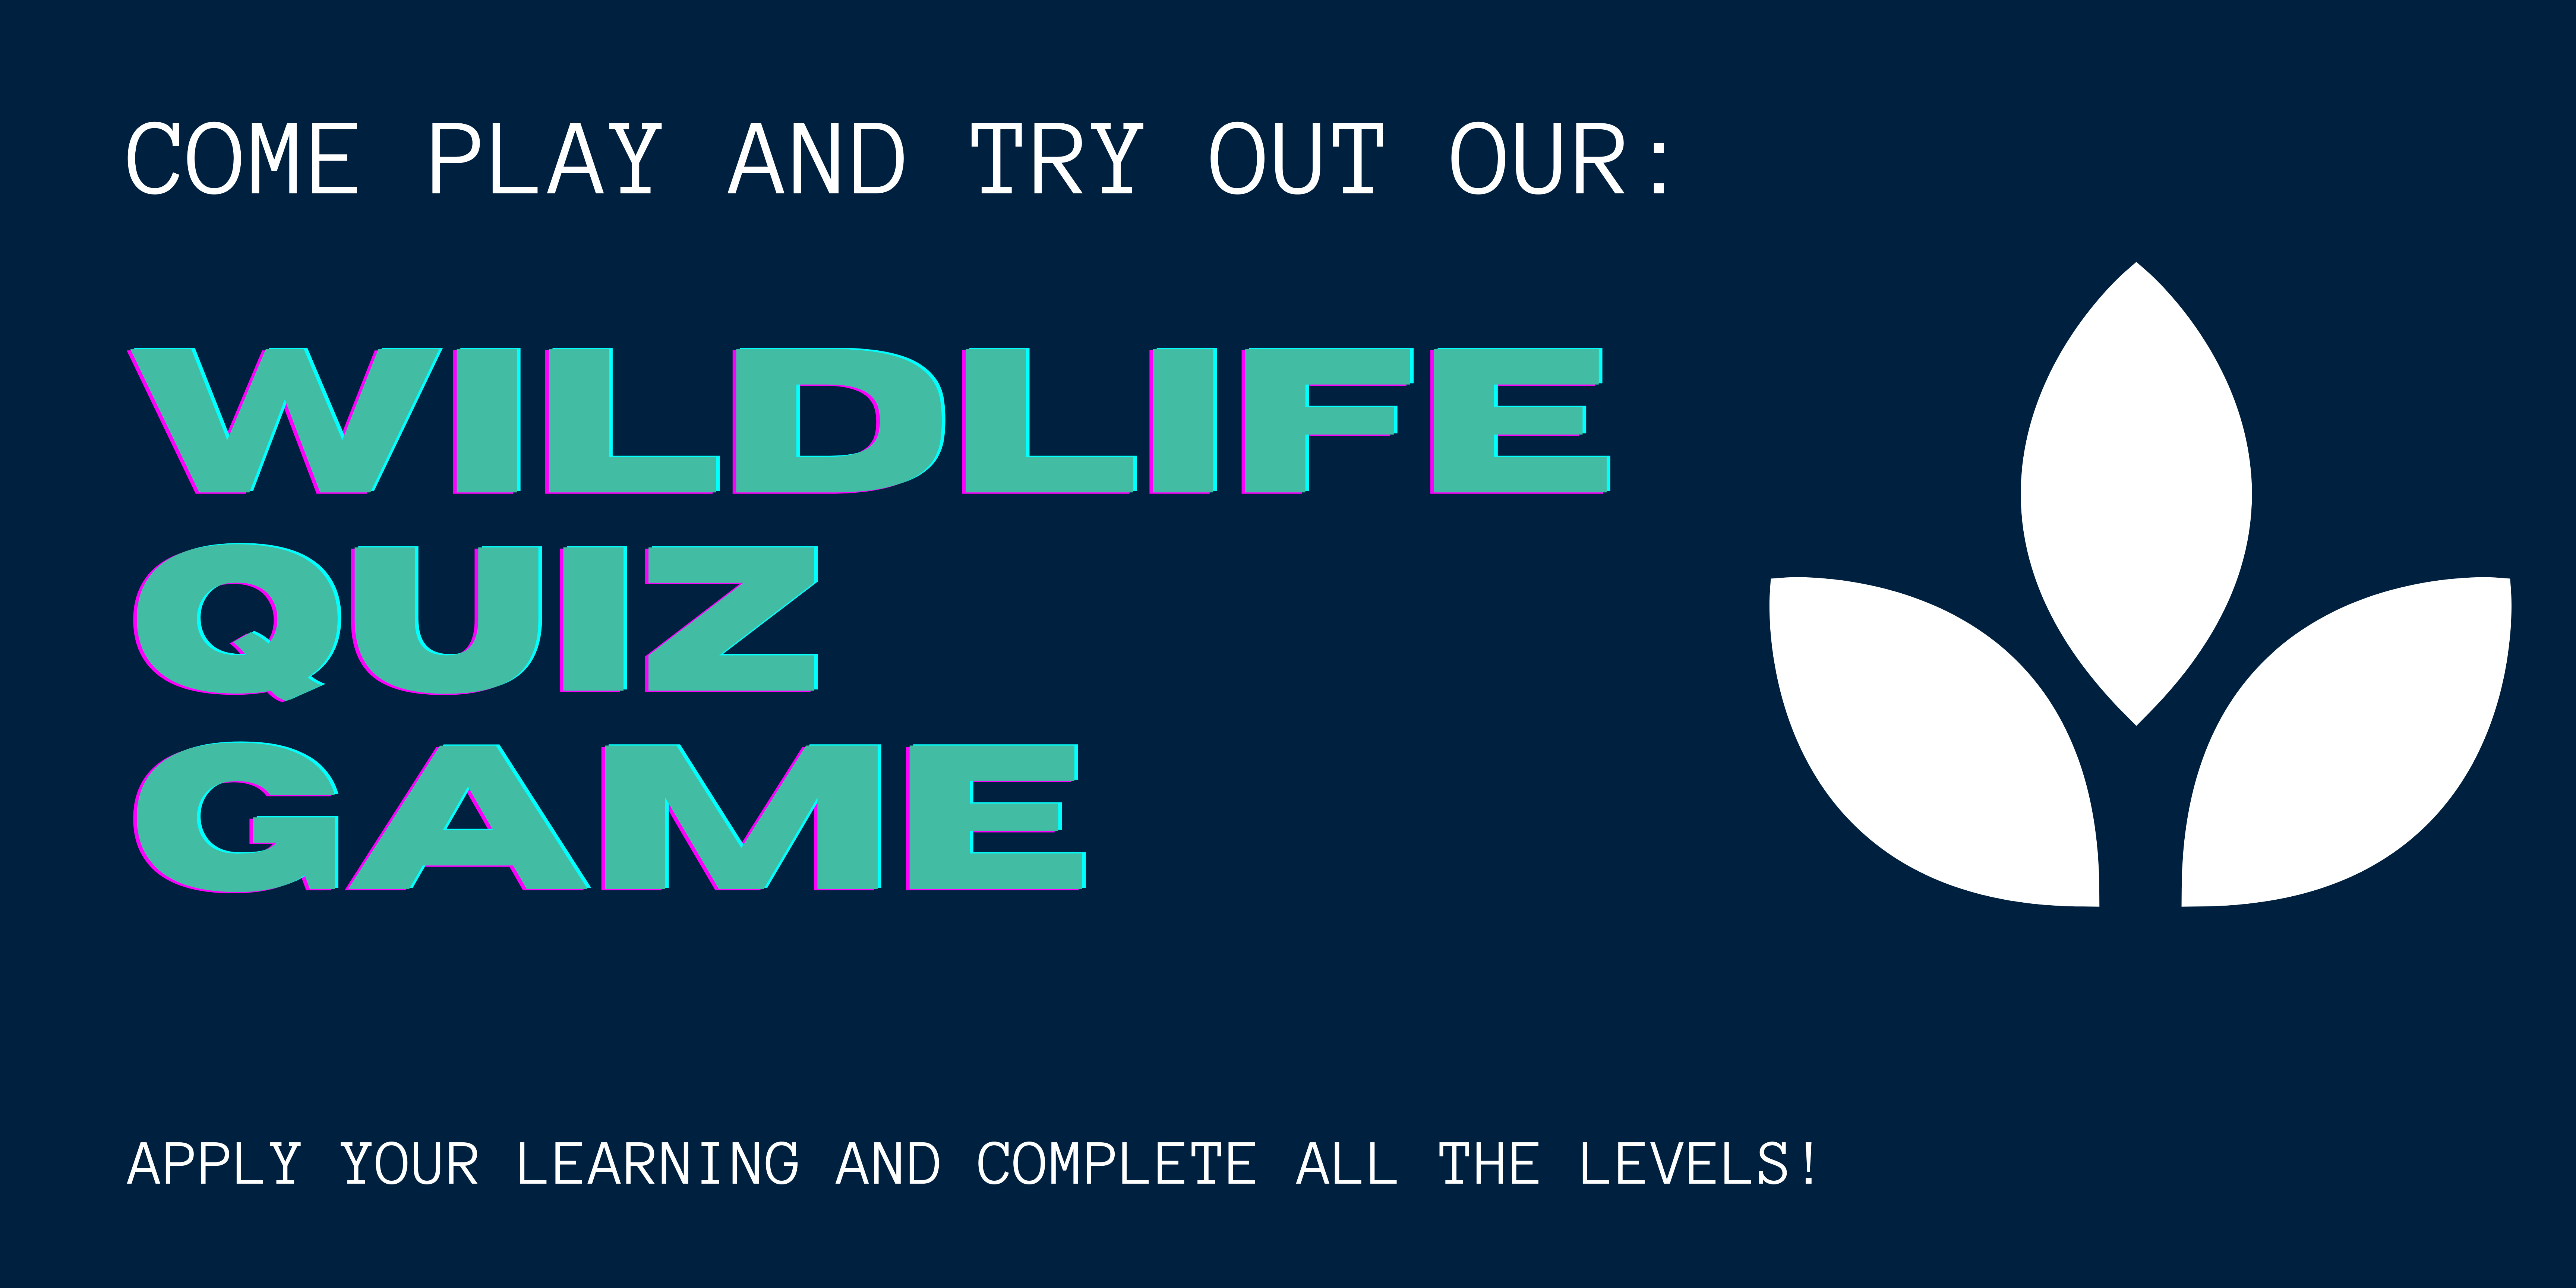 COME PLAY AND TRY OUT OUR:
WILDLIFE
QUIZ
GAME
APPLY YOUR LEARNING AND COMPLETE ALL THE LEVELS!